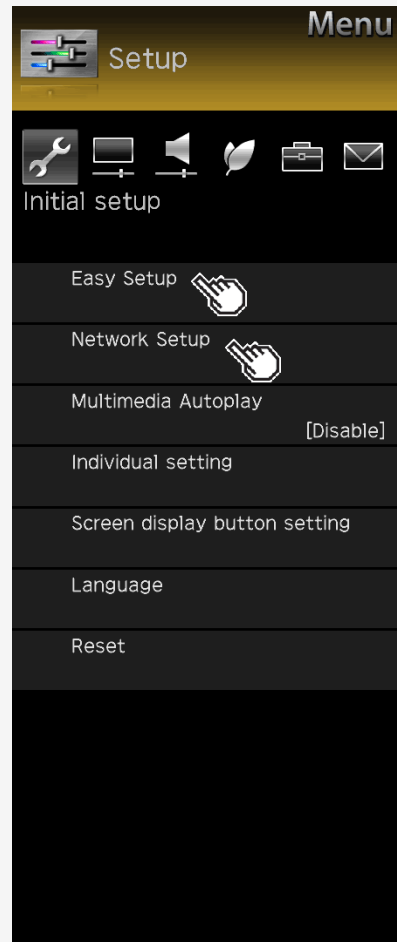 Menu
Setup
Initial setup
Easy Setup
Network Setup
Multimedia Autoplay
[Disable]
Individual setting
Screen display button setting
Language
Reset